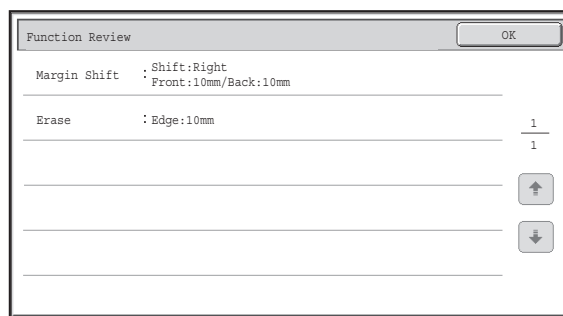 Function Review
OK
Margin Shift : Shift:Right
Front:10mm/Back:10mm
Erase : Edge:10mm
1
1